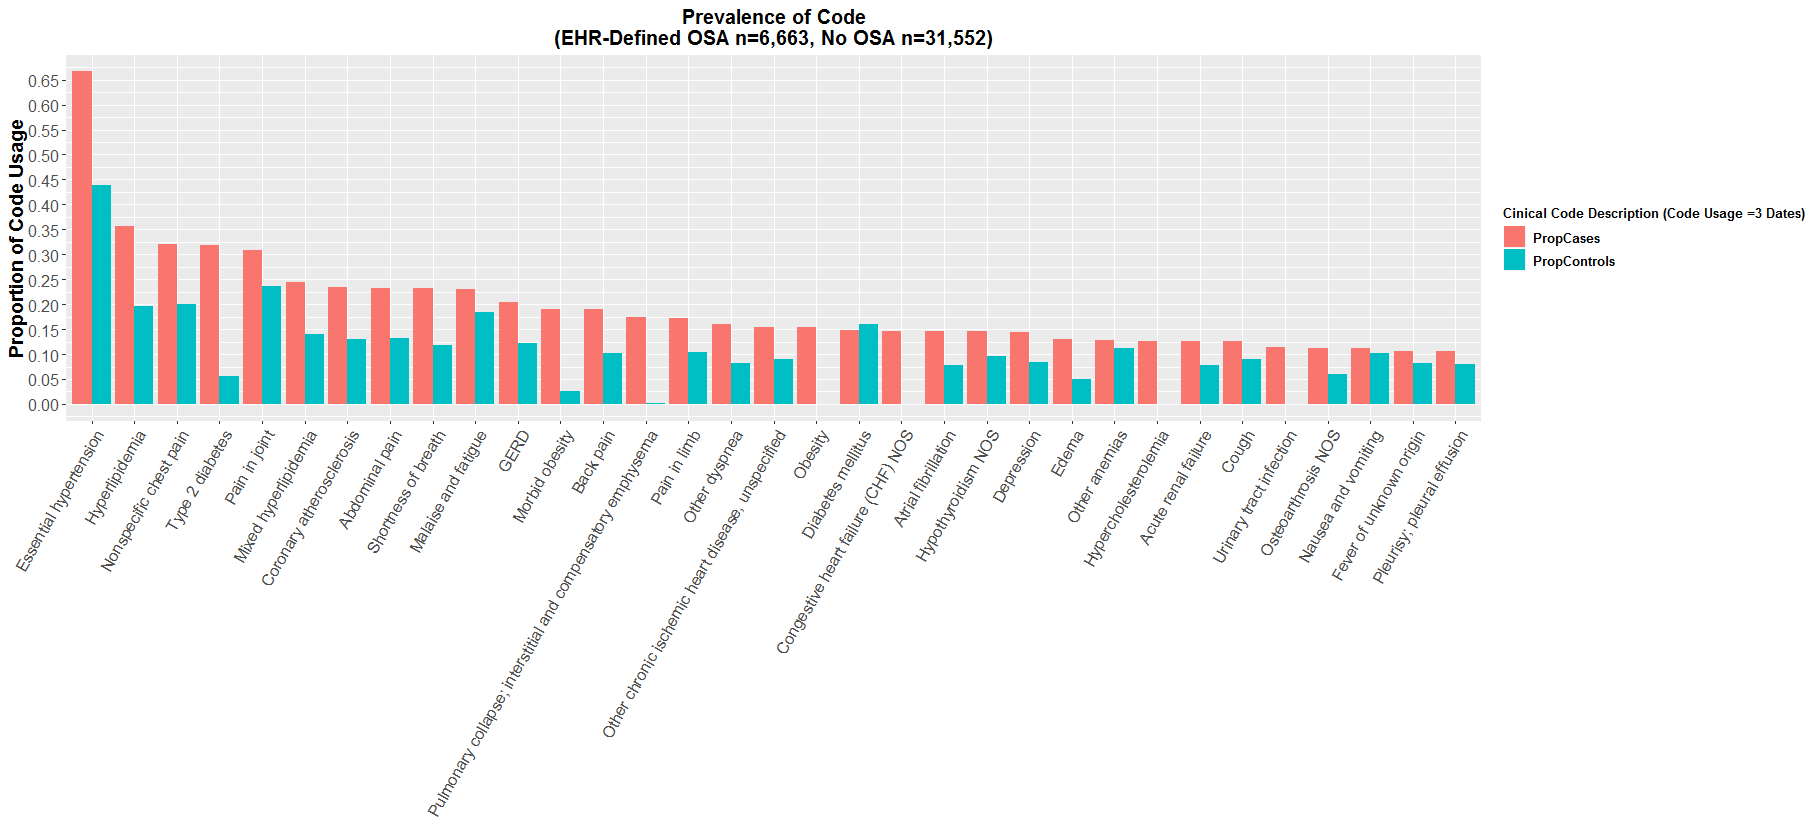 Prevalence of Code
(EHR-Defined OSA n=6,663, No OSA n=31,552)
Proportion of Code Usage
0.65
0.60
0.55
0.50
0.45
0.40
0.35
0.30
0.25
0.20
0.15
0.10
0.05
0.00
Essential hypertension
Hyperlipidemia
Nonspecific chest pain
Type 2 diabetes
Pain in joint
Mixed hyperlipidemia
Coronary atherosclerosis
Abdominal pain
Shortness of breath
Malaise and fatigue
GERD
Morbid obesity
Back pain
Pulmonary collapse; interstitial and compensatory emphysema
Pain in limb
Other dyspnea
Other chronic ischemic heart disease, unspecified
Obesity
Diabetes mellitus
Congestive heart failure (CHF) NOS
Atrial fibrillation
Hypothyroidism NOS
Depression
Edema
Other anemias
Hypercholesterolemia
Acute renal failure
Cough
Urinary tract infection
Osteoarthrosis NOS
Nausea and vomiting
Fever of unknown origin
Pleurisy; pleural effusion
Cinical Code Description (Code Usage =3 Dates)
PropCases
PropControls